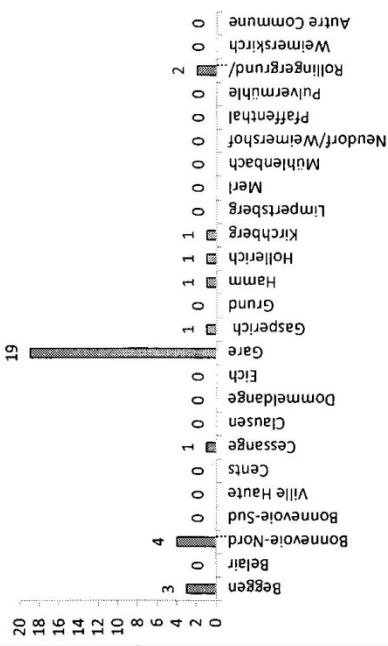 20
18
16
14
12
10
8
6
4
2
0
3
0
4
0
0
0
1
0
0
0
19
1
0
1
1
1
0
0
0
0
0
0
2
0
0
Beggen
Belair
Bonnevoie-Nord
Bonnevoie-Sud
Ville Haute
Cents
Cessange
Clausen
Dommeldange
Eich
Gare
Gasperich
Grund
Hamm
Hollerich
Kirchberg
Limpertsberg
Merl
Mühlenbach
Neudorf/Weimershof
Pfaffenthal
Pulvermühle
Rollingergrund/
Weimerskirch
Autre Commune